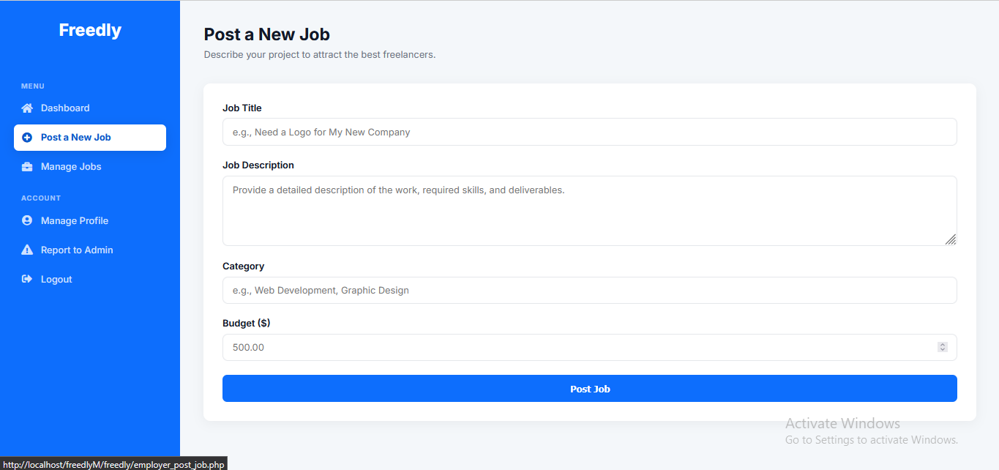 Freedly
MENU
Dashboard
Post a New Job
Manage Jobs
ACCOUNT
Manage Profile
Report to Admin
Logout
Post a New Job
Describe your project to attract the best freelancers.
Job Title
e.g., Need a Logo for My New Company
Job Description
Provide a detailed description of the work, required skills, and deliverables.
Category
e.g., Web Development, Graphic Design
Budget ($)
500.00
Post Job
Activate Windows
Go to Settings to activate Windows.
http://localhost/freedlyM/freedly/employer_post_job.php